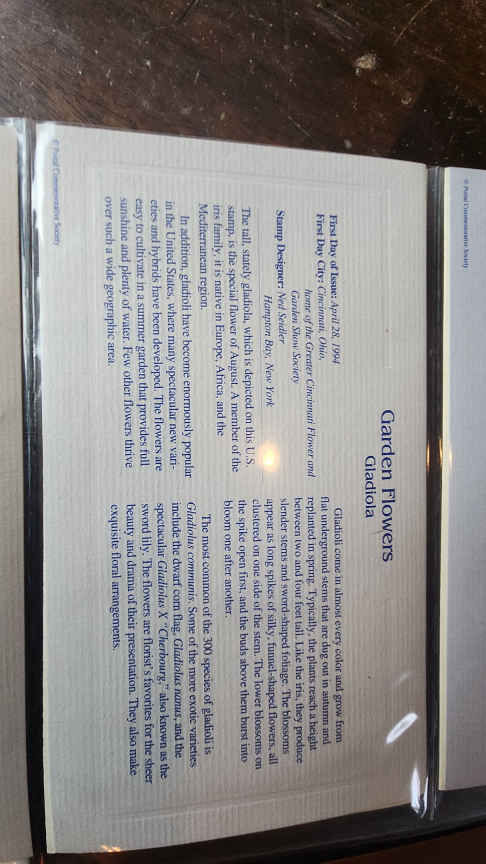 Garden Flowers
Gladiola
First Day of Issue: April 28, 1994
First Day City: Cincinnati, Ohio,
home of the Greater Cincinnati Flower and
Garden Show Society
Stamp Designer: Ned Seidler
Hampton Bay, New York
The tall, stately gladiola, which is depicted on this U.S.
stamp, is the special flower of August. A member of the
iris family, it is native in Europe, Africa, and the
Mediterranean region.
In addition, gladioli have become enormously popular
in the United States, where many spectacular new vari-
eties and hybrids have been developed. The flowers are
easy to cultivate in a summer garden that provides full
sunshine and plenty of water. Few other flowers thrive
over such a wide geographic area.
Gladioli come in almost every color and grow from
flat underground stems that are dug out in autumn and
replanted in spring. Typically, the plants reach a height
between two and four feet tall. Like the iris, they produce
slender stems and sword-shaped foliage. The blossoms
appear as long spikes of silky, funnel-shaped flowers, all
clustered on one side of the stem. The lower blossoms on
the spike open first, and the buds above them burst into
bloom one after another.
The most common of the 300 species of gladioli is
Gladiolus communis. Some of the more exotic varieties
include the dwarf corn flag, Gladiolus nanus, and the
spectacular Gladiolus X "Cherbourg," also known as the
sword lily. The flowers are florist's favorites for the sheer
beauty and drama of their presentation. They also make
exquisite floral arrangements.
© Postal Commemorative Society
© Postal Commemorative Society